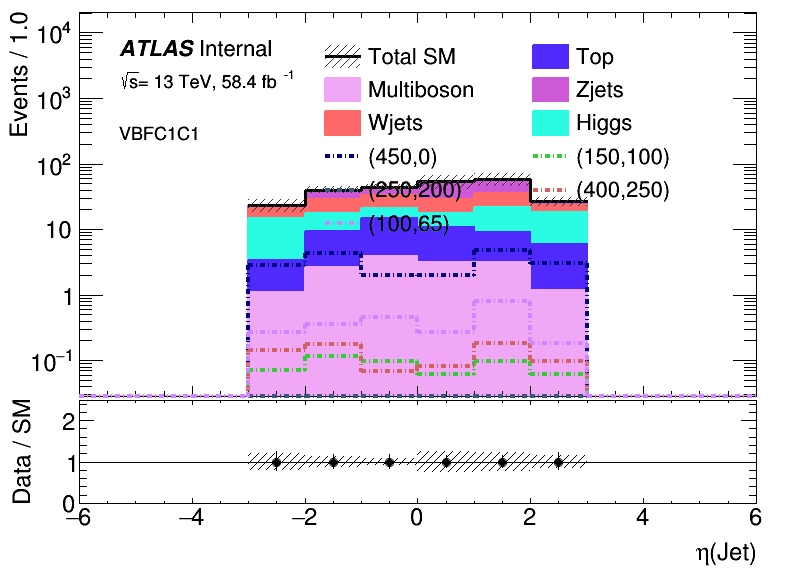 10⁴
Events / 1.0
ATLAS Internal
√s= 13 TeV, 58.4 fb ⁻¹
VBFC1C1
Total SM
Top
Multiboson
Zjets
Wjets
Higgs
(450,0)
(150,100)
(250,200)
(400,250)
(100,65)
10³
10²
10
1
10⁻¹
Data / SM
2
1
0
−6 −4 −2 0 2 4 6
η(Jet)